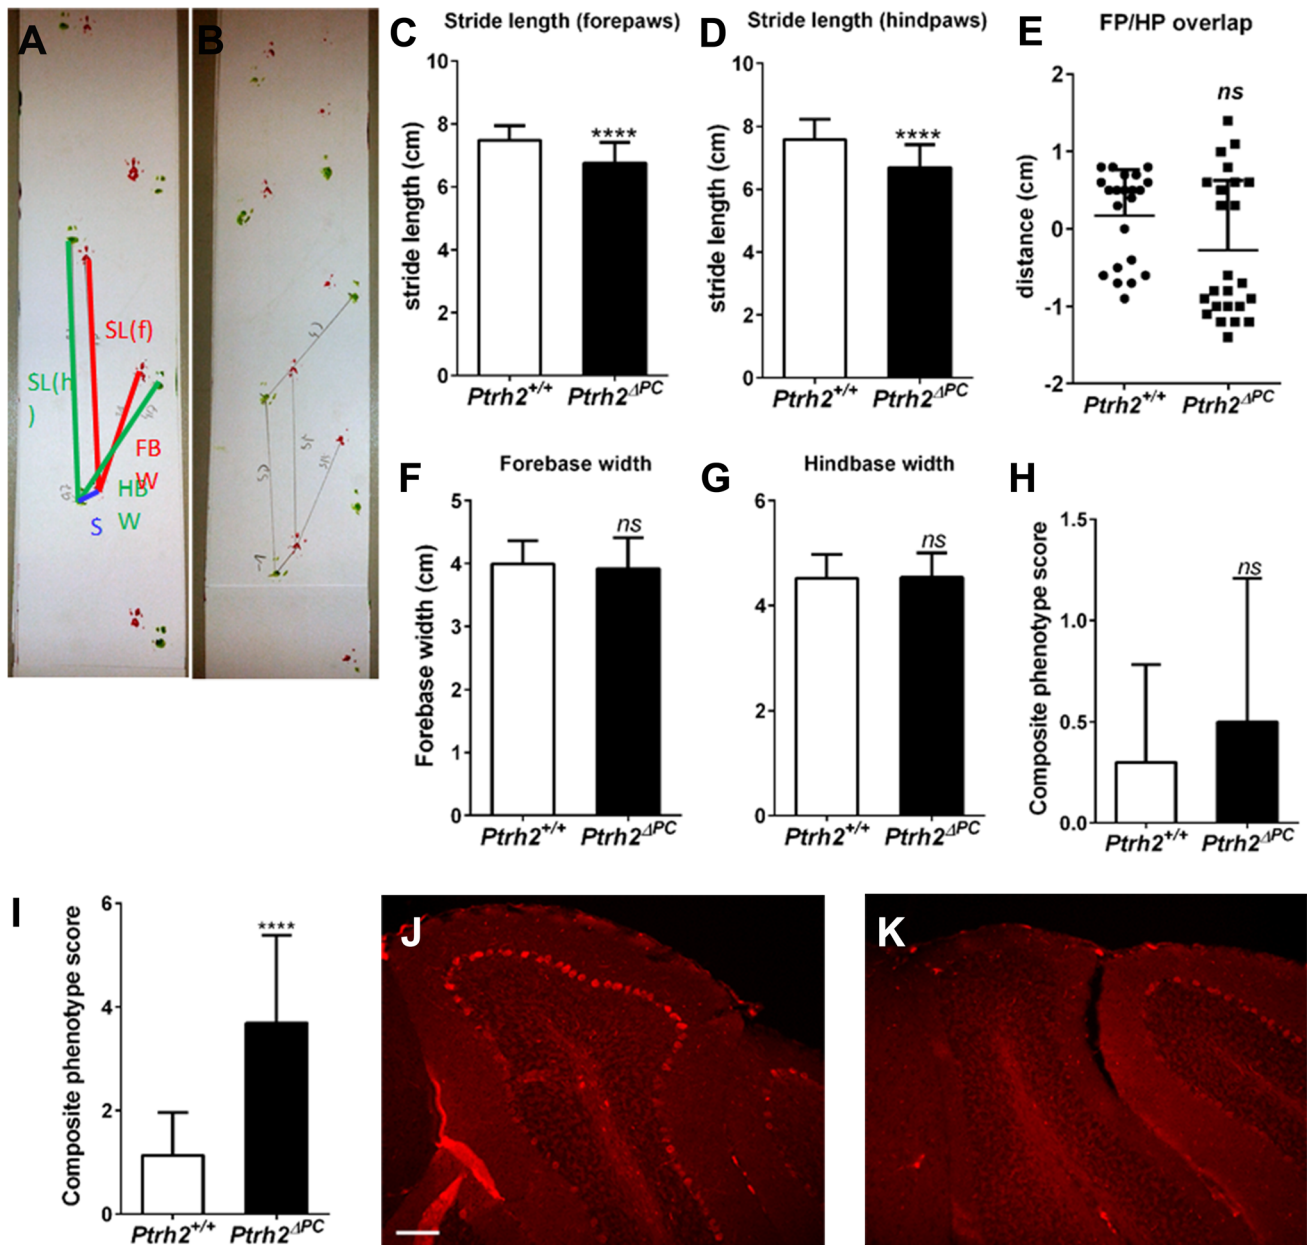 A
SL(f)
SL(h
)
FB
W
HB
W
S
B
C
Stride length (forepaws)
stride length (cm)
10
8
6
4
2
0
****
Ptrh2+/+
Ptrh2ΔPC
D
Stride length (hindpaws)
stride length (cm)
10
8
6
4
2
0
****
Ptrh2+/+
Ptrh2ΔPC
E
FP/HP overlap
distance (cm)
2
1
0
-1
-2
ns
Ptrh2+/+
Ptrh2ΔPC
F
Forebase width
Forebase width (cm)
5
4
3
2
1
0
ns
Ptrh2+/+
Ptrh2ΔPC
G
Hindbase width
6
4
2
0
ns
Ptrh2+/+
Ptrh2ΔPC
H
Composite phenotype score
1.5
1.0
0.5
0.0
ns
Ptrh2+/+
Ptrh2ΔPC
I
Composite phenotype score
6
4
2
0
****
Ptrh2+/+
Ptrh2ΔPC
J
K